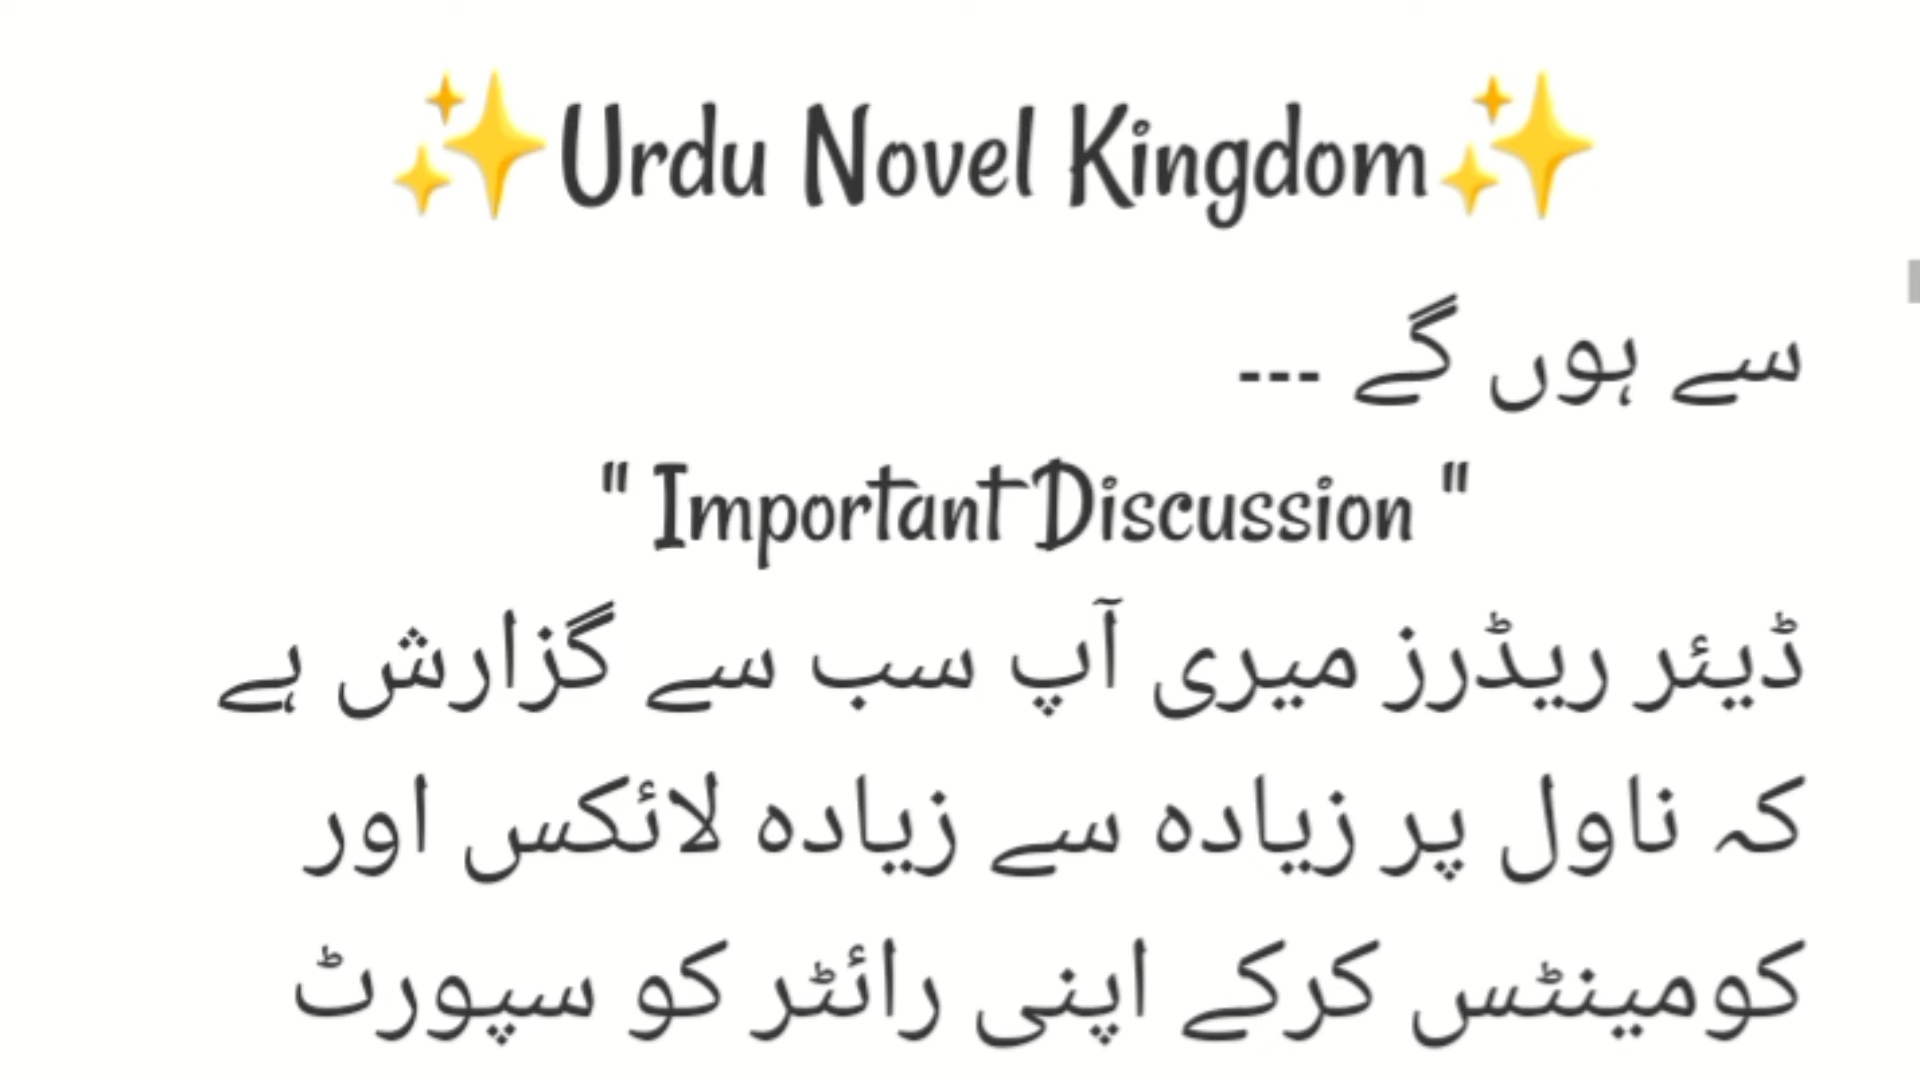 ✨Urdu Novel Kingdom✨
سے ہوں گے ---
" Important Discussion "
ڈیئر ریڈرز میری آپ سب سے گزارش ہے
کہ ناول پر زیادہ سے زیادہ لائکس اور
کومینٹس کرکے اپنی رائٹر کو سپورٹ